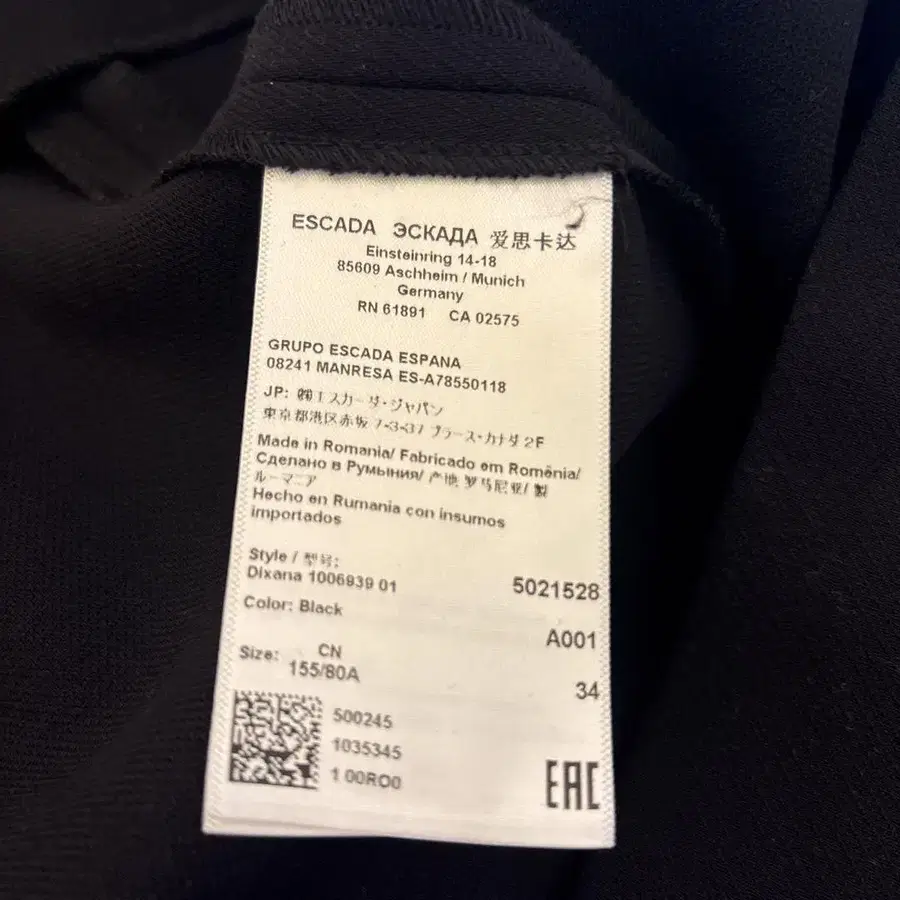 ESCADA ЭСКАДА 爱思卡达
Einsteinring 14-18
85609 Aschheim / Munich
Germany
RN 61891 CA 02575
GRUPO ESCADA ESPANA
08241 MANRESA ES-A78550118
JP: ㈱エスカーダ・ジャパン
東京都港区赤坂 7-3-37 プラース・カナダ 2F
Made in Romania/ Fabricado em Romênia/
Сделано в Румыния/ 产地 罗马尼亚/ 製
ルーマニア
Hecho en Rumania con insumos
importados
Style / 型号:
Dixana 1006939 01 5021528
Color: Black A001
Size: CN
155/80A 34
500245
1035345
1 00RO0
EAC